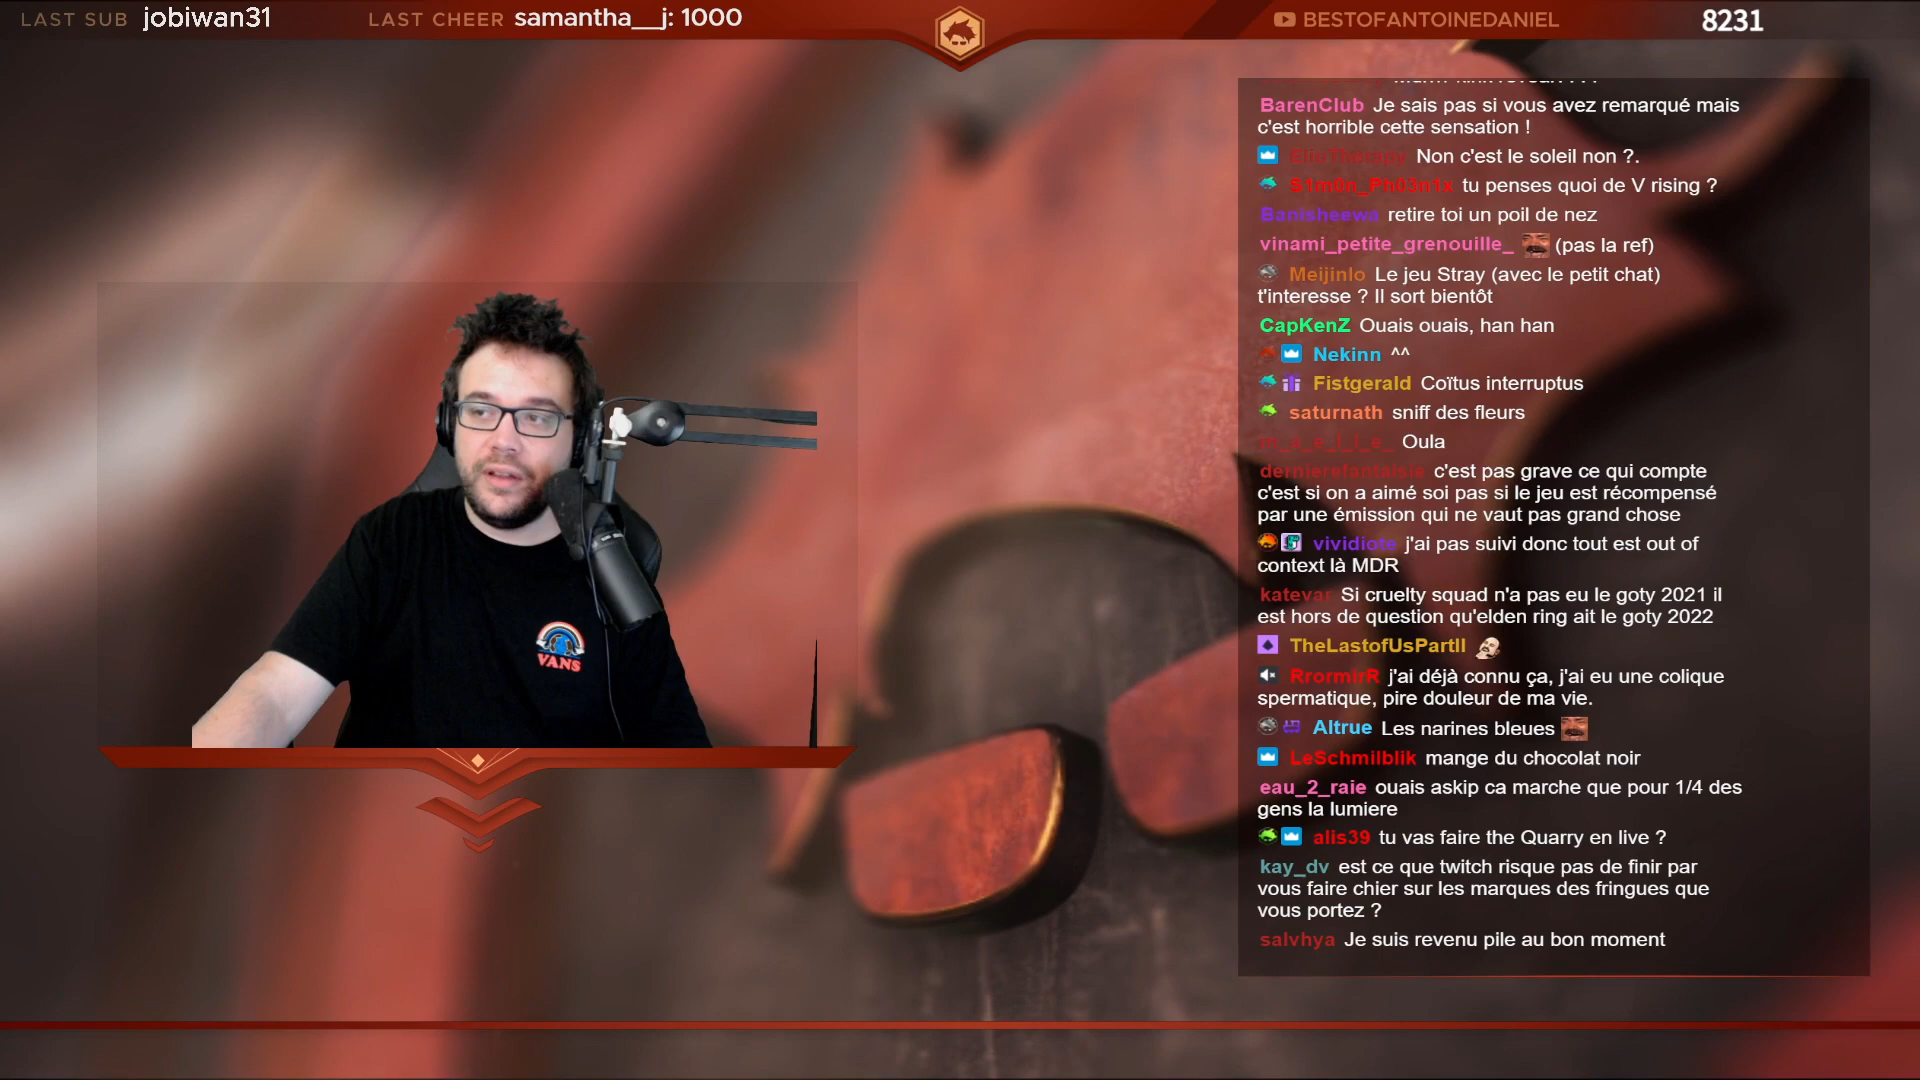 LAST SUB jobiwan31 LAST CHEER samantha__j: 1000 BESTOFANTOINEDANIEL 8231
BarenClub Je sais pas si vous avez remarqué mais
c'est horrible cette sensation !
Non c'est le soleil non ?.
S1m0n_Ph03n1x tu penses quoi de V rising ?
Banisheewa retire toi un poil de nez
vinami_petite_grenouille_ (pas la ref)
Meijinlo Le jeu Stray (avec le petit chat)
t'interesse ? Il sort bientôt
CapKenZ Ouais ouais, han han
Nekinn ^^
Fistgerald Coïtus interruptus
saturnath sniff des fleurs
m_a_e_l_l_e_ Oula
dernierefantaisie c'est pas grave ce qui compte
c'est si on a aimé soi pas si le jeu est récompensé
par une émission qui ne vaut pas grand chose
vividiote j'ai pas suivi donc tout est out of
context là MDR
katevar Si cruelty squad n'a pas eu le goty 2021 il
est hors de question qu'elden ring ait le goty 2022
TheLastofUsPartII
RrormirR j'ai déjà connu ça, j'ai eu une colique
spermatique, pire douleur de ma vie.
Altrue Les narines bleues
LeSchmilblik mange du chocolat noir
eau_2_raie ouais askip ca marche que pour 1/4 des
gens la lumiere
alis39 tu vas faire the Quarry en live ?
kay_dv est ce que twitch risque pas de finir par
vous faire chier sur les marques des fringues que
vous portez ?
salvhya Je suis revenu pile au bon moment
VANS